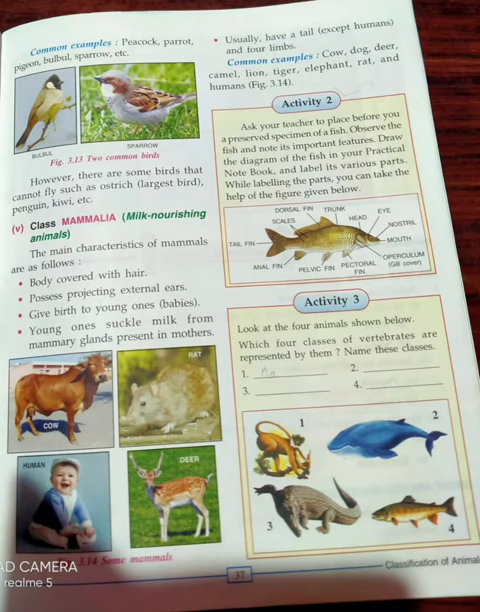 Common examples : Peacock, parrot,
pigeon, bulbul, sparrow, etc.
BULBUL
SPARROW
Fig. 3.13 Two common birds
However, there are some birds that
cannot fly such as ostrich (largest bird),
penguin, kiwi, etc.
(v) Class MAMMALIA (Milk-nourishing
animals)
The main characteristics of mammals
are as follows :
• Body covered with hair.
• Possess projecting external ears.
• Give birth to young ones (babies).
• Young ones suckle milk from
mammary glands present in mothers.
COW
RAT
HUMAN
DEER
Fig. 3.14 Some mammals
• Usually, have a tail (except humans)
and four limbs.
Common examples : Cow, dog, deer,
camel, lion, tiger, elephant, rat, and
humans (Fig. 3.14).
Activity 2
Ask your teacher to place before you
a preserved specimen of a fish. Observe the
fish and note its important features. Draw
the diagram of the fish in your Practical
Note Book, and label its various parts.
While labelling the parts, you can take the
help of the figure given below.
DORSAL FIN
TRUNK
EYE
SCALES
HEAD
NOSTRIL
TAIL FIN
MOUTH
ANAL FIN
PELVIC FIN
PECTORAL
FIN
OPERCULUM
(Gill cover)
Activity 3
Look at the four animals shown below.
Which four classes of vertebrates are
represented by them ? Name these classes.
1. Ma
2.
3.
4.
1
2
3
4
37
Classification of Animal
AD CAMERA
realme 5